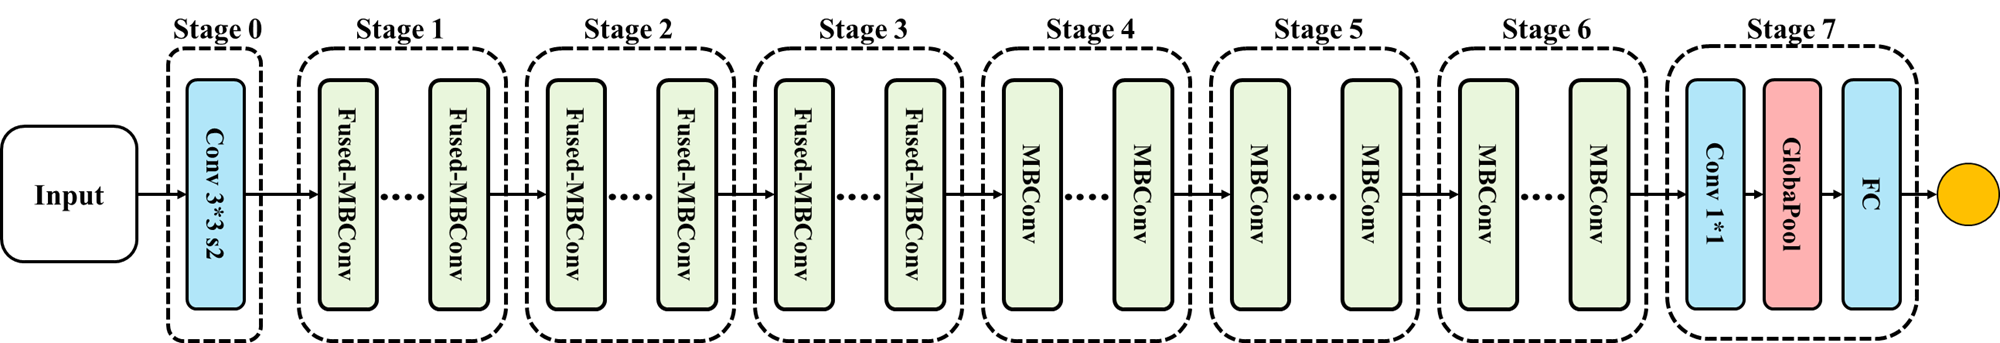 Stage 0
Stage 1
Stage 2
Stage 3
Stage 4
Stage 5
Stage 6
Stage 7
Input
Conv 3*3 s2
Fused-MBConv
Fused-MBConv
Fused-MBConv
Fused-MBConv
Fused-MBConv
Fused-MBConv
MBConv
MBConv
MBConv
MBConv
MBConv
MBConv
Conv 1*1
GlobaPool
FC